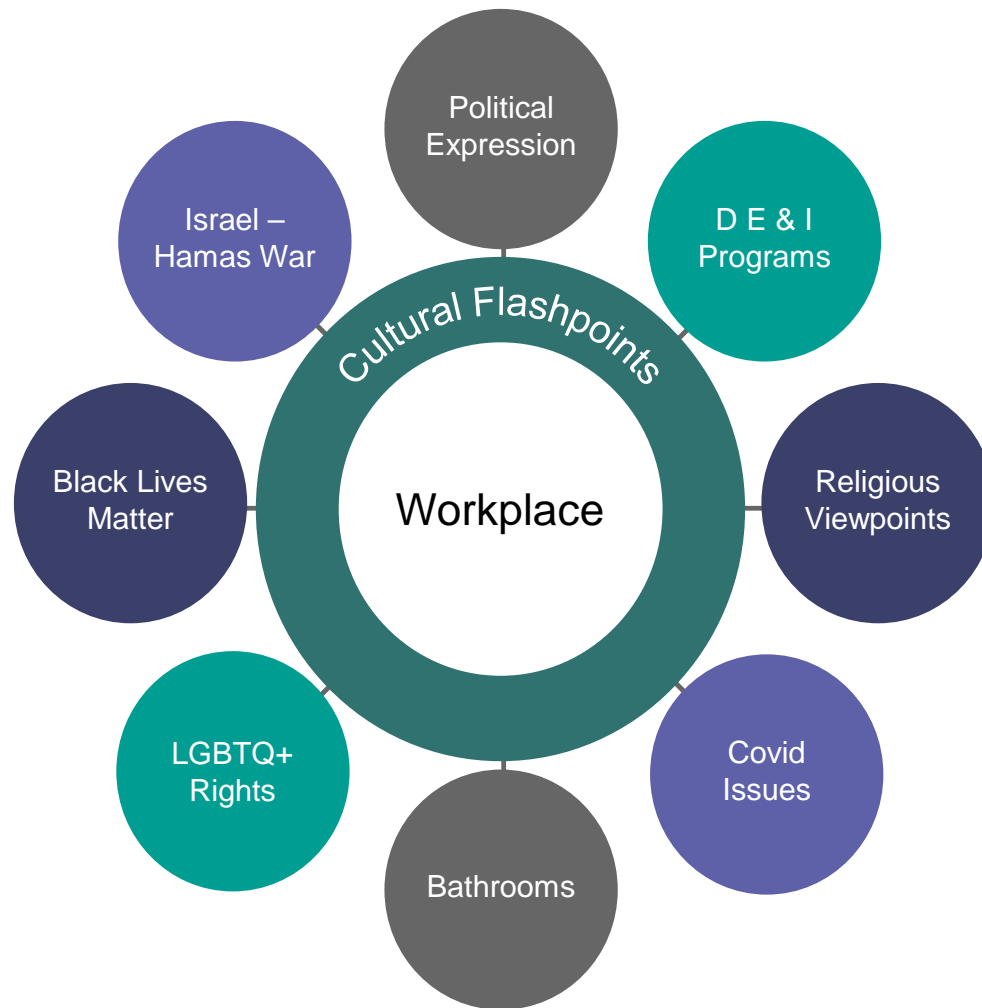 Political
Expression
D E & I
Programs
Religious
Viewpoints
Covid
Issues
Bathrooms
LGBTQ+
Rights
Black Lives
Matter
Israel –
Hamas War
Cultural Flashpoints
Workplace